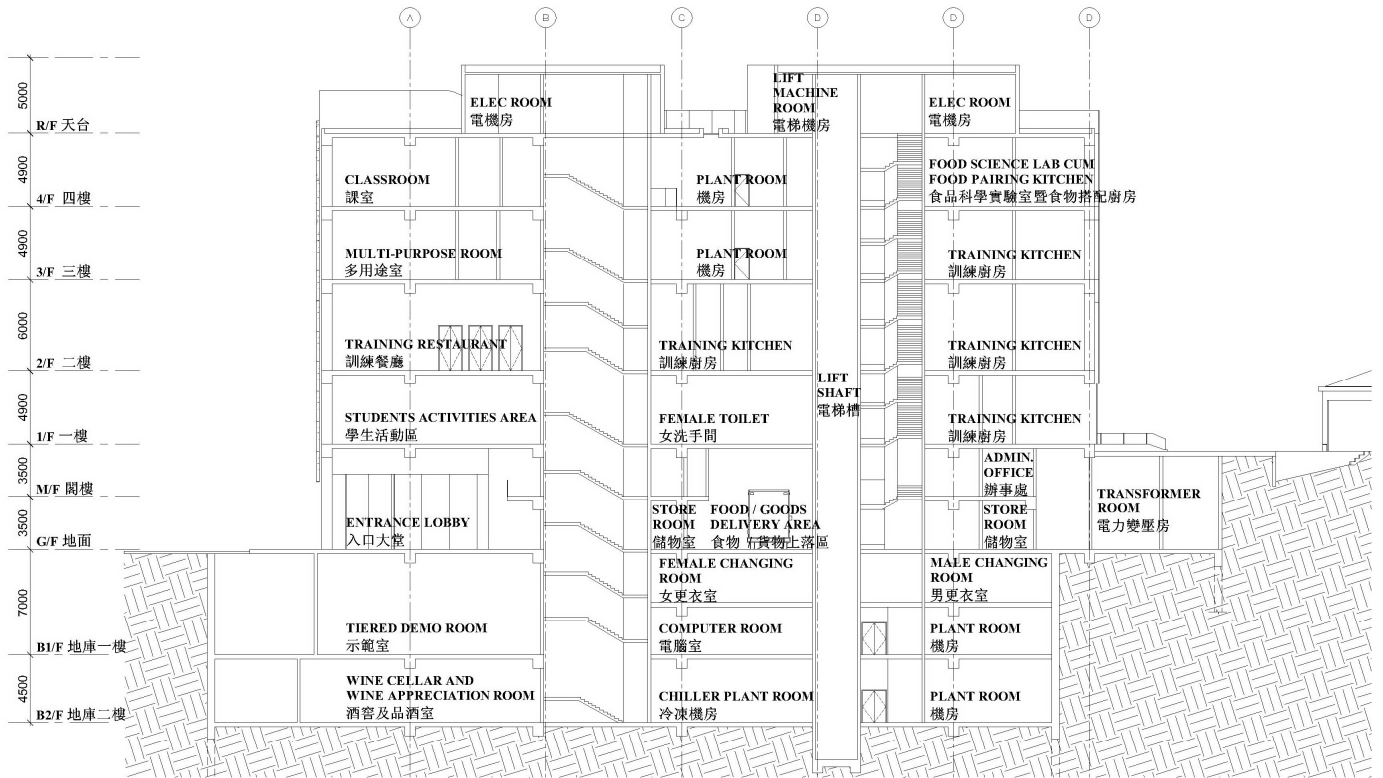 A B C D D D
5000
R/F 天台
4900
4/F 四樓
4900
3/F 三樓
6000
2/F 二樓
4900
1/F 一樓
3500
M/F 閣樓
3500
G/F 地面
7000
B1/F 地庫一樓
4500
B2/F 地庫二樓
ELEC ROOM
電機房
LIFT
MACHINE
ROOM
電梯機房
ELEC ROOM
電機房
CLASSROOM
課室
PLANT ROOM
機房
FOOD SCIENCE LAB CUM
FOOD PAIRING KITCHEN
食品科學實驗室暨食物搭配廚房
MULTI-PURPOSE ROOM
多用途室
PLANT ROOM
機房
TRAINING KITCHEN
訓練廚房
TRAINING RESTAURANT
訓練餐廳
TRAINING KITCHEN
訓練廚房
TRAINING KITCHEN
訓練廚房
LIFT
SHAFT
電梯槽
STUDENTS ACTIVITIES AREA
學生活動區
FEMALE TOILET
女洗手間
TRAINING KITCHEN
訓練廚房
ADMIN.
OFFICE
辦事處
ENTRANCE LOBBY
入口大堂
STORE
ROOM
儲物室
FOOD / GOODS
DELIVERY AREA
食物 / 貨物上落區
STORE
ROOM
儲物室
TRANSFORMER
ROOM
電力變壓房
FEMALE CHANGING
ROOM
女更衣室
MALE CHANGING
ROOM
男更衣室
TIERED DEMO ROOM
示範室
COMPUTER ROOM
電腦室
PLANT ROOM
機房
WINE CELLAR AND
WINE APPRECIATION ROOM
酒窖及品酒室
CHILLER PLANT ROOM
冷凍機房
PLANT ROOM
機房